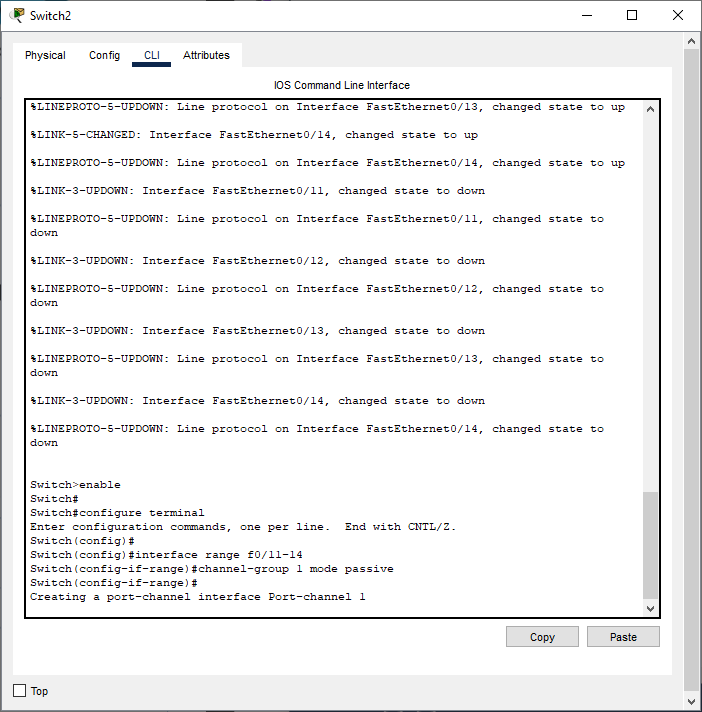 Switch2
Physical Config CLI Attributes
IOS Command Line Interface
%LINEPROTO-5-UPDOWN: Line protocol on Interface FastEthernet0/13, changed state to up
%LINK-5-CHANGED: Interface FastEthernet0/14, changed state to up
%LINEPROTO-5-UPDOWN: Line protocol on Interface FastEthernet0/14, changed state to up
%LINK-3-UPDOWN: Interface FastEthernet0/11, changed state to down
%LINEPROTO-5-UPDOWN: Line protocol on Interface FastEthernet0/11, changed state to
down
%LINK-3-UPDOWN: Interface FastEthernet0/12, changed state to down
%LINEPROTO-5-UPDOWN: Line protocol on Interface FastEthernet0/12, changed state to
down
%LINK-3-UPDOWN: Interface FastEthernet0/13, changed state to down
%LINEPROTO-5-UPDOWN: Line protocol on Interface FastEthernet0/13, changed state to
down
%LINK-3-UPDOWN: Interface FastEthernet0/14, changed state to down
%LINEPROTO-5-UPDOWN: Line protocol on Interface FastEthernet0/14, changed state to
down
Switch>enable
Switch#
Switch#configure terminal
Enter configuration commands, one per line.  End with CNTL/Z.
Switch(config)#
Switch(config)#interface range f0/11-14
Switch(config-if-range)#channel-group 1 mode passive
Switch(config-if-range)#
Creating a port-channel interface Port-channel 1
Copy Paste
Top